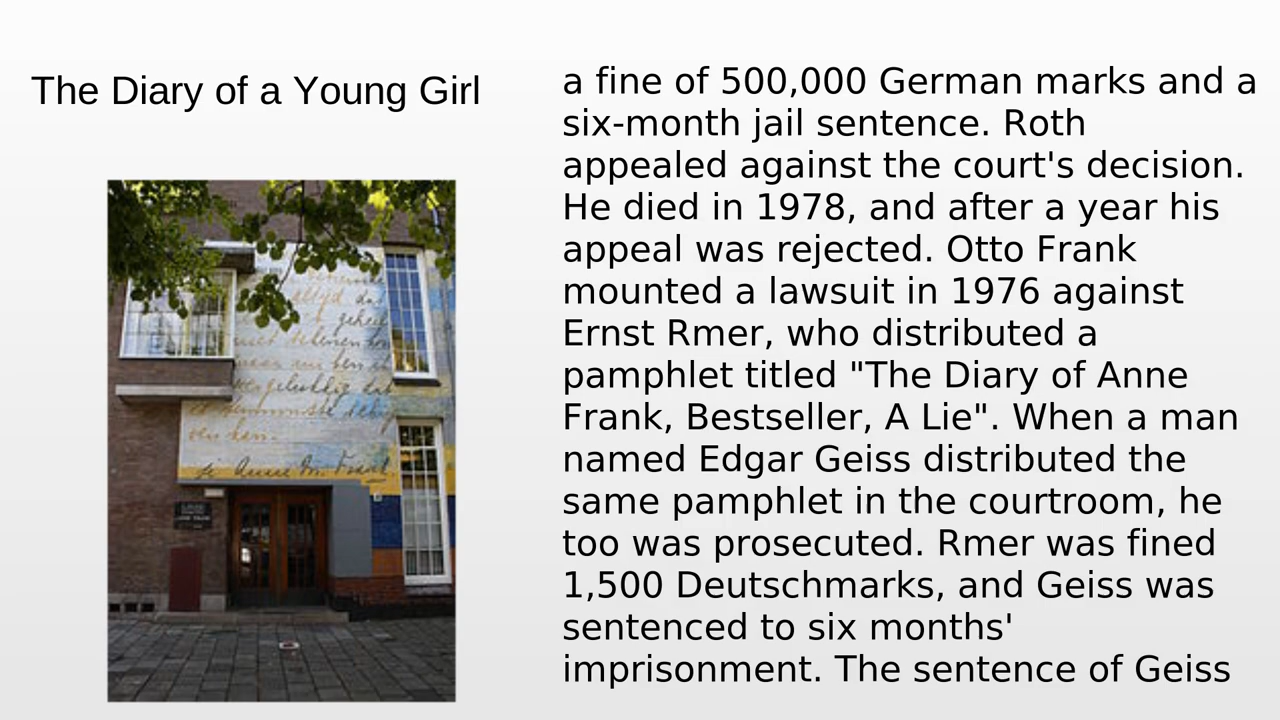 The Diary of a Young Girl
a fine of 500,000 German marks and a
six-month jail sentence. Roth
appealed against the court's decision.
He died in 1978, and after a year his
appeal was rejected. Otto Frank
mounted a lawsuit in 1976 against
Ernst Rmer, who distributed a
pamphlet titled "The Diary of Anne
Frank, Bestseller, A Lie". When a man
named Edgar Geiss distributed the
same pamphlet in the courtroom, he
too was prosecuted. Rmer was fined
1,500 Deutschmarks, and Geiss was
sentenced to six months'
imprisonment. The sentence of Geiss
altijd
gelukkig dat